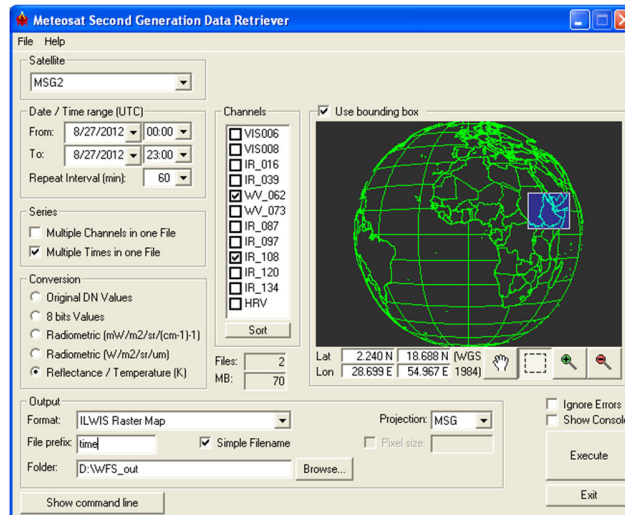 Meteosat Second Generation Data Retriever
File Help
Satellite
MSG2
Date / Time range (UTC)
From: 8/27/2012 00:00
To: 8/27/2012 23:00
Repeat Interval (min): 60
Series
Multiple Channels in one File
Multiple Times in one File
Conversion
Original DN Values
8 bits Values
Radiometric (mW/m2/sr/(cm-1)-1)
Radiometric (W/m2/sr/um)
Reflectance / Temperature (K)
Channels
VIS006
VIS008
IR_016
IR_039
WV_062
WV_073
IR_087
IR_097
IR_108
IR_120
IR_134
HRV
Sort
Files: 2
MB: 70
Use bounding box
Lat 2.240 N 18.688 N (WGS
Lon 28.699 E 54.967 E 1984)
Output
Format: ILWIS Raster Map
Projection: MSG
File prefix: time
Simple Filename
Pixel size:
Folder: D:\WFS_out
Browse...
Ignore Errors
Show Console
Execute
Exit
Show command line